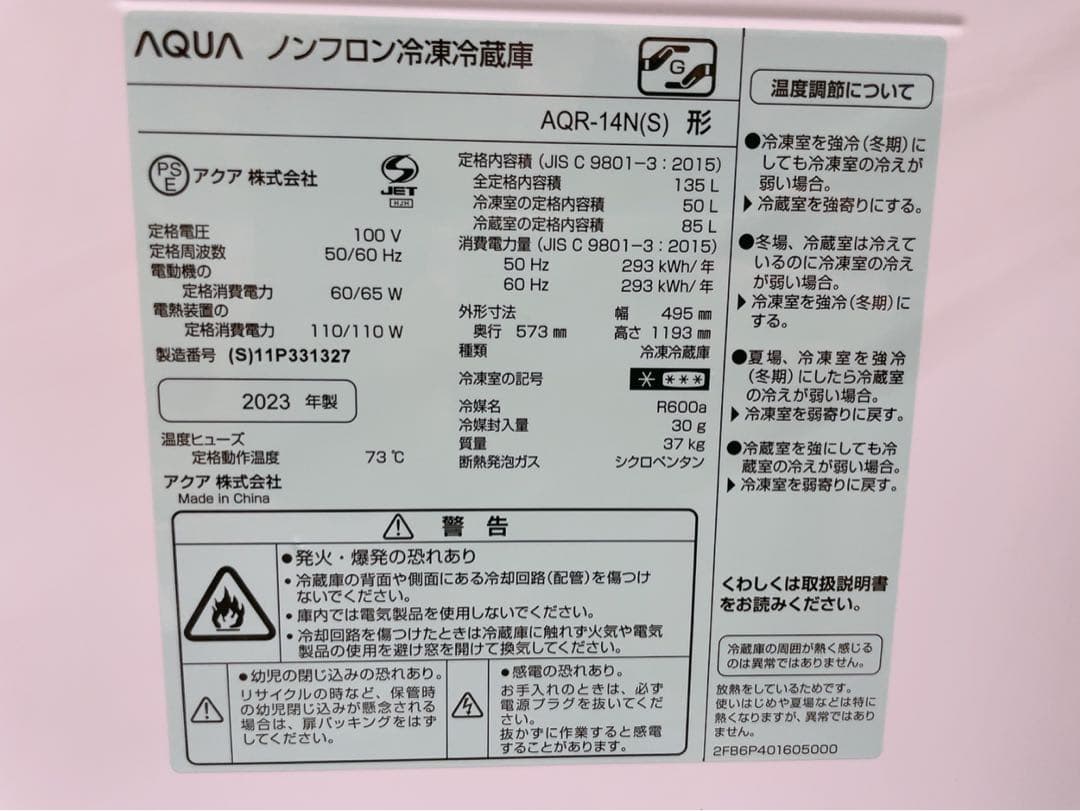 AQUA ノンフロン冷凍冷蔵庫
G
AQR-14N(S) 形
PS
E
アクア 株式会社
S
JET
HJH
定格電圧 100 V
定格周波数 50/60 Hz
電動機の
定格消費電力 60/65 W
電熱装置の
定格消費電力 110/110 W
製造番号 (S)11P331327
2023 年製
温度ヒューズ
定格動作温度 73 ℃
アクア 株式会社
Made in China
定格内容積 (JIS C 9801-3 : 2015)
全定格内容積 135 L
冷凍室の定格内容積 50 L
冷蔵室の定格内容積 85 L
消費電力量 (JIS C 9801-3 : 2015)
50 Hz 293 kWh/年
60 Hz 293 kWh/年
外形寸法 幅 495 mm
奥行 573 mm 高さ 1193 mm
種類 冷凍冷蔵庫
冷凍室の記号 * ***
冷媒名 R600a
冷媒封入量 30 g
質量 37 kg
断熱発泡ガス シクロペンタン
警告
●発火・爆発の恐れあり
・冷蔵庫の背面や側面にある冷却回路(配管)を傷つけ
ないでください。
・庫内では電気製品を使用しないでください。
・冷却回路を傷つけたときは冷蔵庫に触れず火気や電気
製品の使用を避け窓を開けて換気してください。
●幼児の閉じ込みの恐れあり。
リサイクルの時など、保管時
の幼児閉じ込みが懸念される
場合は、扉パッキングをはず
してください。
●感電の恐れあり。
お手入れのときは、必ず
電源プラグを抜いてくだ
さい。
抜かずに作業すると感電
することがあります。
温度調節について
●冷凍室を強冷(冬期)に
しても冷凍室の冷えが
弱い場合。
▶冷蔵室を強寄りにする。
●冬場、冷蔵室は冷えて
いるのに冷凍室の冷え
が弱い場合。
▶冷凍室を強冷(冬期)に
する。
●夏場、冷凍室を強冷
(冬期)にしたら冷蔵室
の冷えが弱い場合。
▶冷凍室を弱寄りに戻す。
●冷蔵室を強にしても冷
蔵室の冷えが弱い場合。
▶冷凍室を弱寄りに戻す。
くわしくは取扱説明書
をお読みください。
冷蔵庫の周囲が熱く感じる
のは異常ではありません。
放熱をしているためです。
使いはじめや夏場などは特に
熱くなりますが、異常ではあり
ません。
2FB6P401605000